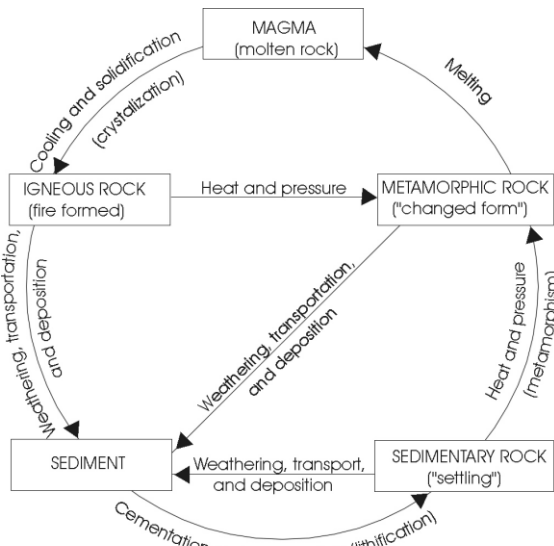 MAGMA
(molten rock)
Cooling and solidification
(crystalization)
Melting
IGNEOUS ROCK
(fire formed)
Heat and pressure
METAMORPHIC ROCK
("changed form")
Weathering, transportation,
and deposition
Weathering, transportation,
and deposition
Heat and pressure
(metamorphism)
SEDIMENT
Weathering, transport,
and deposition
SEDIMENTARY ROCK
("settling")
Cementation
(lithification)